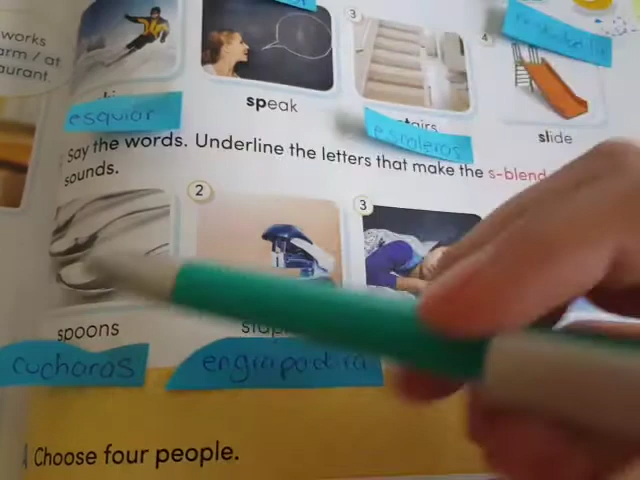 works
arm / at
aurant.
3
4
speak
slide
esquiar
Say the words. Underline the letters that make the s-blend
sounds.
2
3
spoons
cucharas
engrapadora
Choose four people.